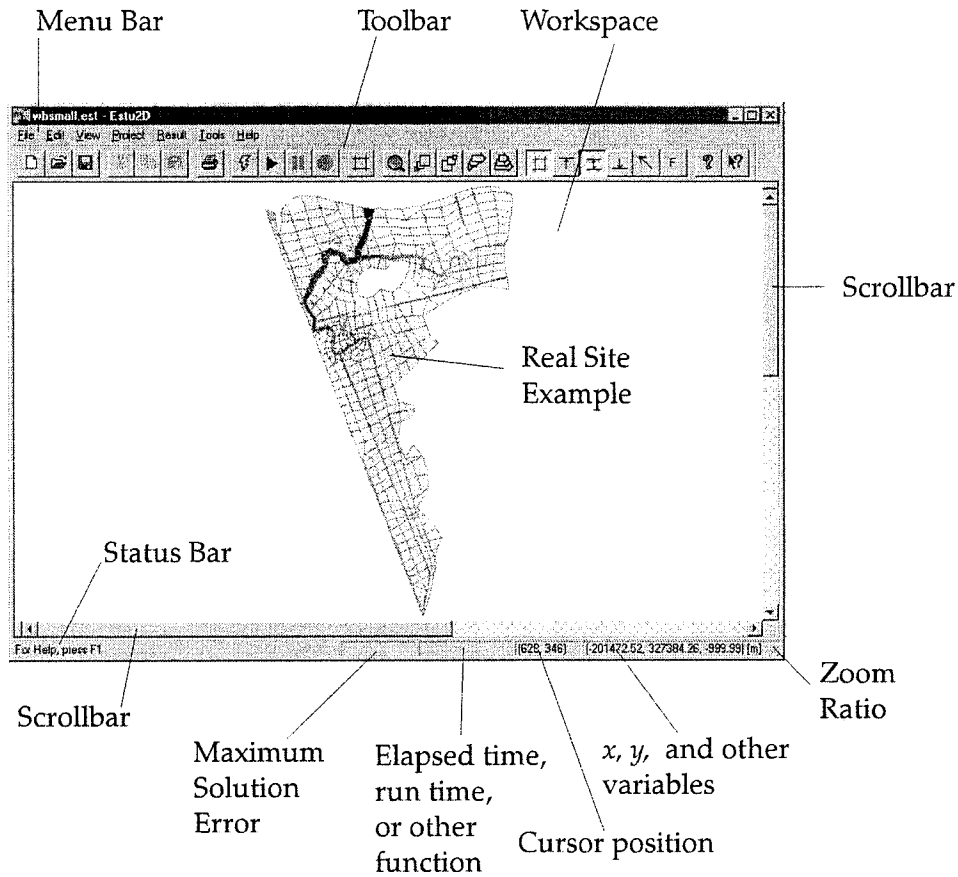 Menu Bar
Toolbar
Workspace
wbsmall.est - Estu2D
File Edit View Project Result Tools Help
F
Scrollbar
Real Site
Example
Status Bar
For Help, press F1
(628, 346)
(-201472.52, 327384.26, -999.99) [m]
Zoom
Ratio
Scrollbar
Maximum
Solution
Error
Elapsed time,
run time,
or other
function
x, y, and other
variables
Cursor position